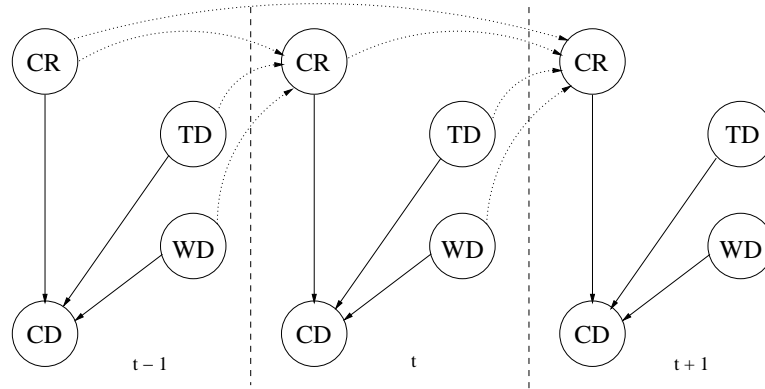 CR CR CR
TD TD TD
WD WD WD
CD CD CD
t – 1 t t + 1